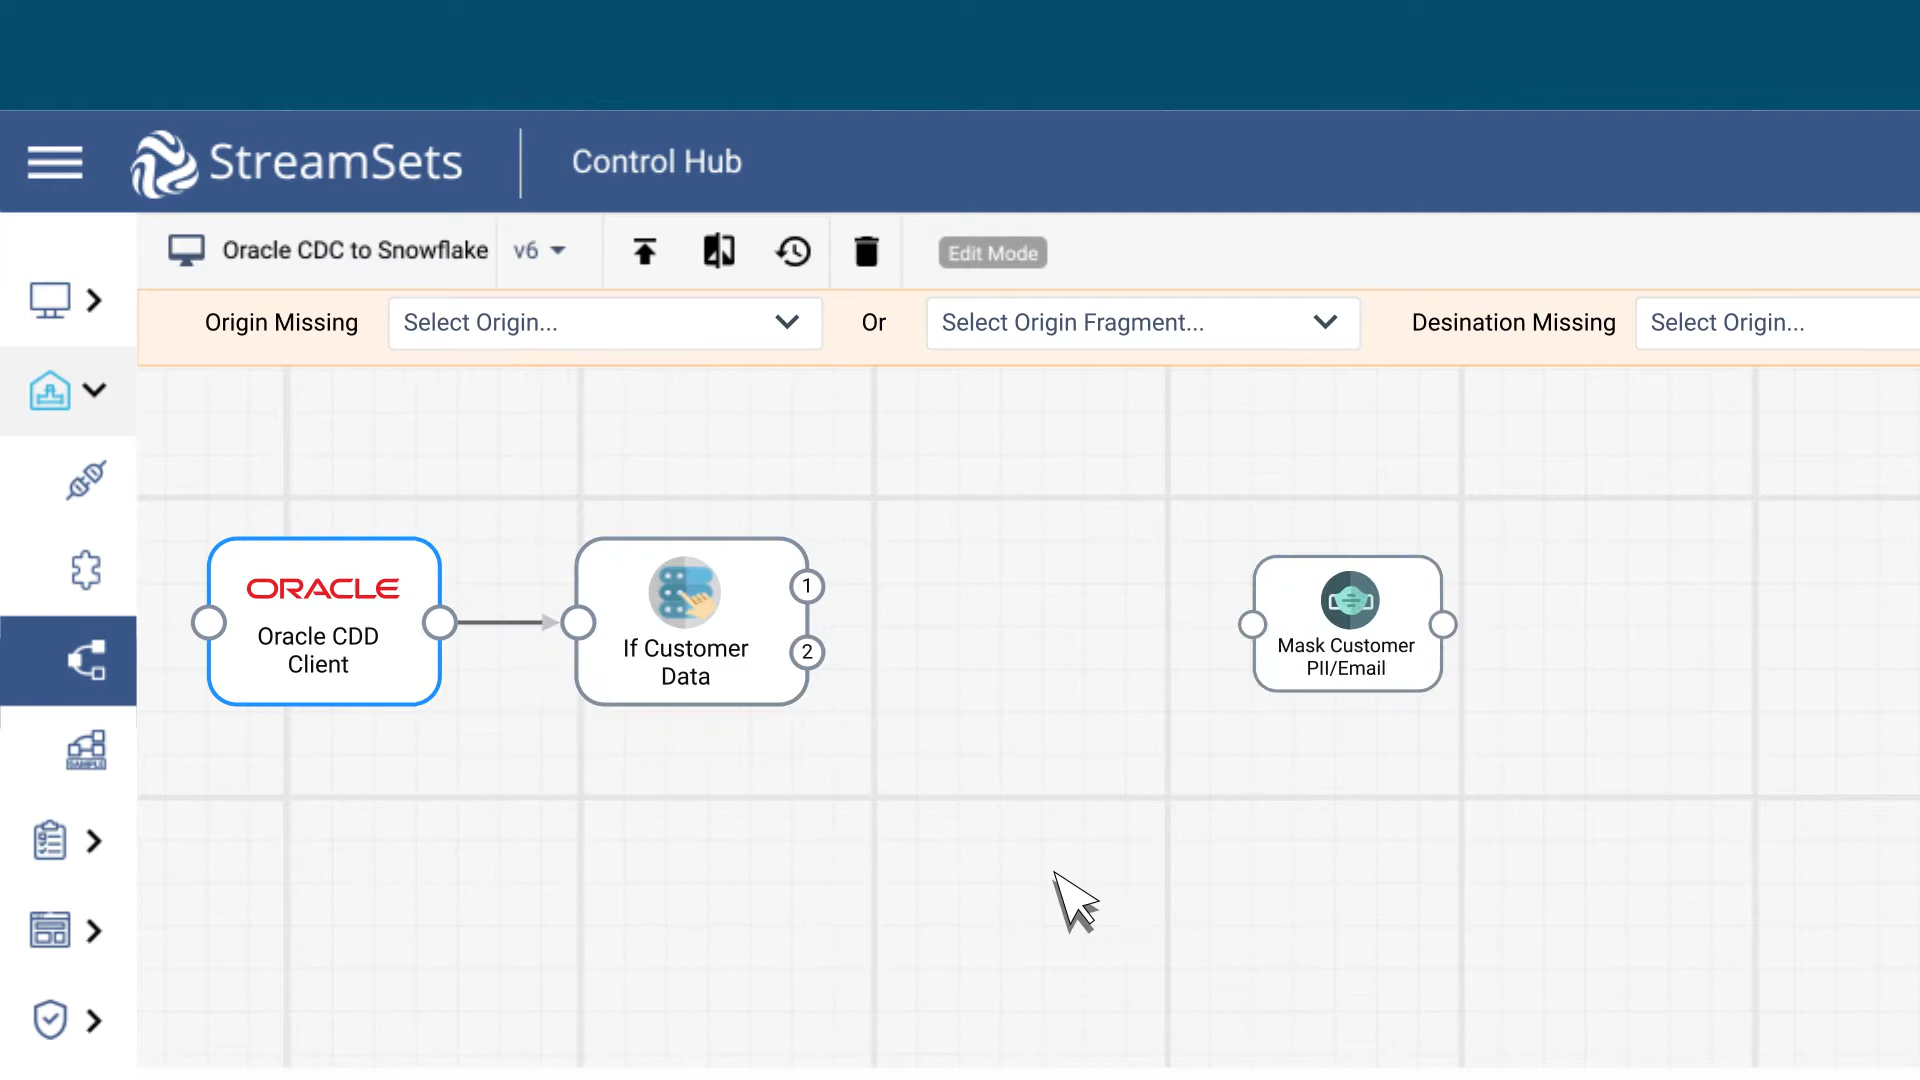 StreamSets
Control Hub
Oracle CDC to Snowflake
v6
Edit Mode
Origin Missing
Select Origin...
Or
Select Origin Fragment...
Desination Missing
Select Origin...
ORACLE
Oracle CDD
Client
If Customer
Data
1
2
Mask Customer
PII/Email
SAMPLE